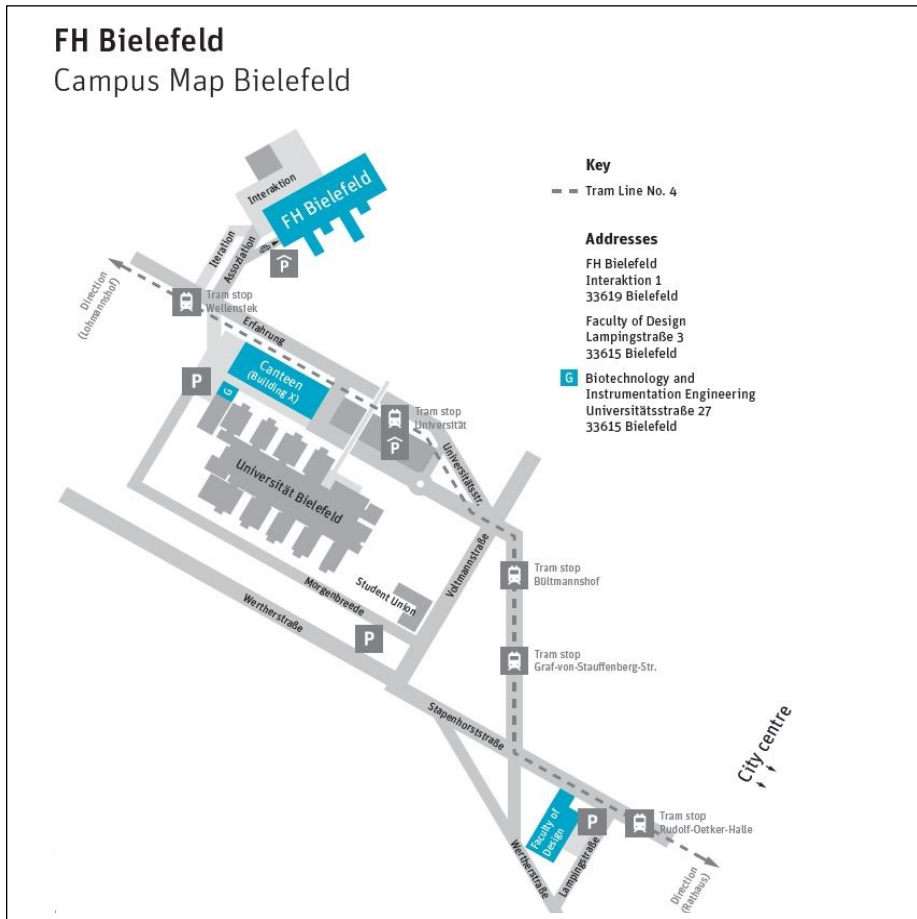 FH Bielefeld
Campus Map Bielefeld
Key
Tram Line No. 4
Addresses
FH Bielefeld
Interaktion 1
33619 Bielefeld
Faculty of Design
Lampingstraße 3
33615 Bielefeld
G Biotechnology and
Instrumentation Engineering
Universitätsstraße 27
33615 Bielefeld
Interaktion
FH Bielefeld
Iteration
Assoziation
P
Direction
(Lohmannshof)
Tram stop
Wellensiek
Erfahrung
P
Canteen
(Building X)
G
Tram stop
Universität
P
Universitätsstr.
Universität Bielefeld
Voltmannstraße
Tram stop
Bültmannshof
Morgenbreede
Student Union
Wertherstraße
P
Tram stop
Graf-von-Stauffenberg-Str.
Stapenhorststraße
City centre
Faculty of
Design
P
Tram stop
Rudolf-Oetker-Halle
Wertherstraße
Lampingstraße
Direction
(Rathaus)